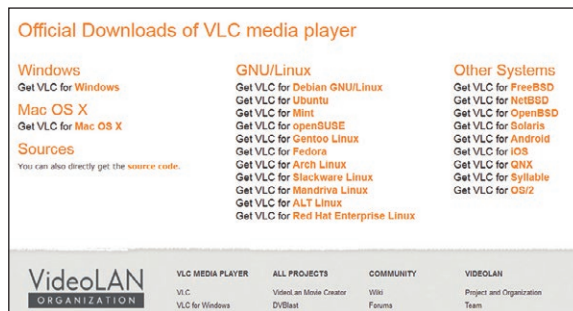 Official Downloads of VLC media player
Windows
Get VLC for Windows
Mac OS X
Get VLC for Mac OS X
Sources
You can also directly get the source code.
GNU/Linux
Get VLC for Debian GNU/Linux
Get VLC for Ubuntu
Get VLC for Mint
Get VLC for openSUSE
Get VLC for Gentoo Linux
Get VLC for Fedora
Get VLC for Arch Linux
Get VLC for Slackware Linux
Get VLC for Mandriva Linux
Get VLC for ALT Linux
Get VLC for Red Hat Enterprise Linux
Other Systems
Get VLC for FreeBSD
Get VLC for NetBSD
Get VLC for OpenBSD
Get VLC for Solaris
Get VLC for Android
Get VLC for iOS
Get VLC for QNX
Get VLC for Syllable
Get VLC for OS/2
VideoLAN
ORGANIZATION
VLC MEDIA PLAYER
VLC
VLC for Windows
ALL PROJECTS
VideoLan Movie Creator
DVBlast
COMMUNITY
Wiki
Forums
VIDEOLAN
Project and Organization
Team